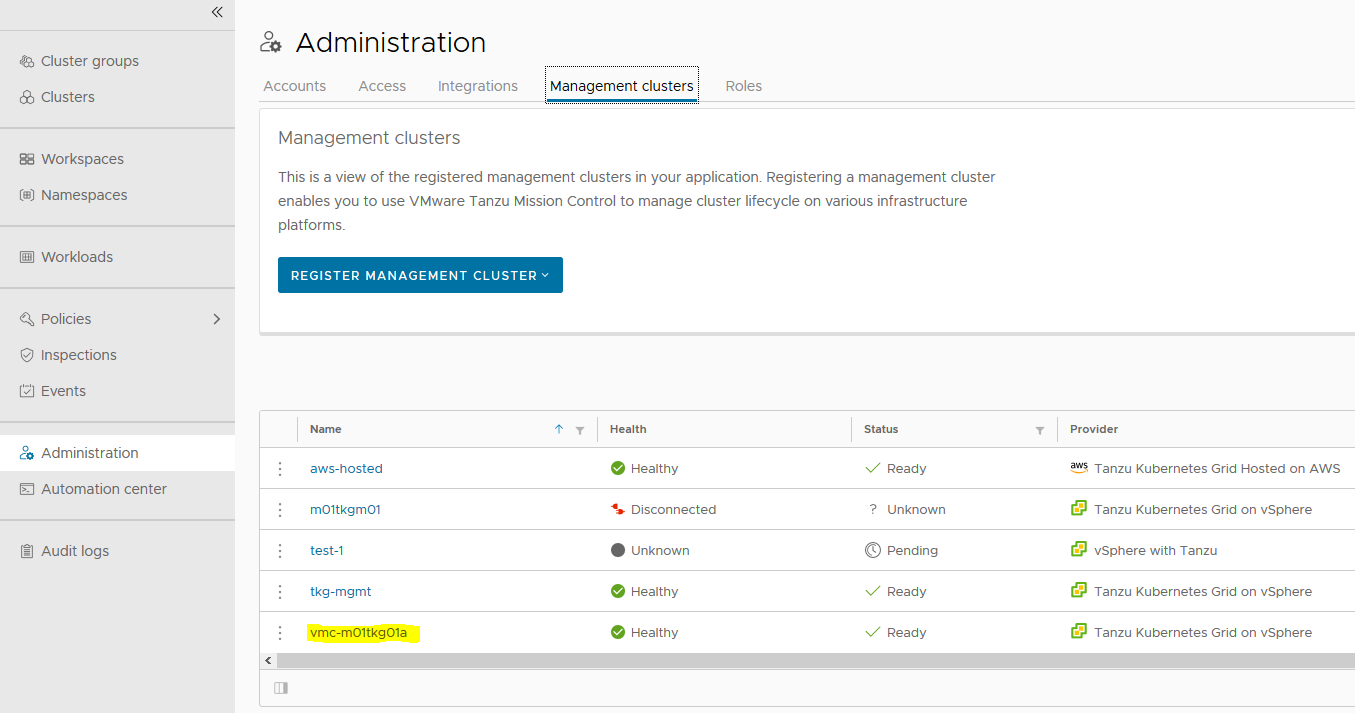 Cluster groups
Clusters
Workspaces
Namespaces
Workloads
Policies
Inspections
Events
Administration
Automation center
Audit logs
Administration
Accounts Access Integrations Management clusters Roles
Management clusters
This is a view of the registered management clusters in your application. Registering a management cluster
enables you to use VMware Tanzu Mission Control to manage cluster lifecycle on various infrastructure
platforms.
REGISTER MANAGEMENT CLUSTER
Name Health Status Provider
aws-hosted Healthy Ready aws Tanzu Kubernetes Grid Hosted on AWS
m01tkgm01 Disconnected ? Unknown Tanzu Kubernetes Grid on vSphere
test-1 Unknown Pending vSphere with Tanzu
tkg-mgmt Healthy Ready Tanzu Kubernetes Grid on vSphere
vmc-m01tkg01a Healthy Ready Tanzu Kubernetes Grid on vSphere